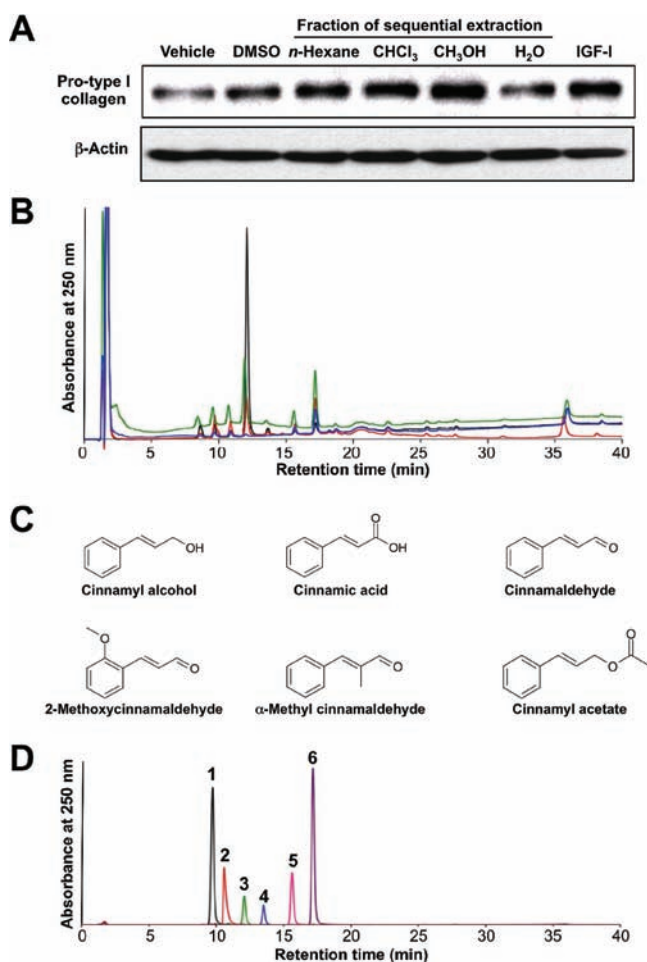 A
Fraction of sequential extraction
Vehicle DMSO n-Hexane CHCl3 CH3OH H2O IGF-I
Pro-type I
collagen
β-Actin
B
Absorbance at 250 nm
0 5 10 15 20 25 30 35 40
Retention time (min)
C
OH
O
OH
O
Cinnamyl alcohol Cinnamic acid Cinnamaldehyde
O
O
O
O
O
2-Methoxycinnamaldehyde α-Methyl cinnamaldehyde Cinnamyl acetate
D
Absorbance at 250 nm
1
2
3
4
5
6
0 5 10 15 20 25 30 35 40
Retention time (min)